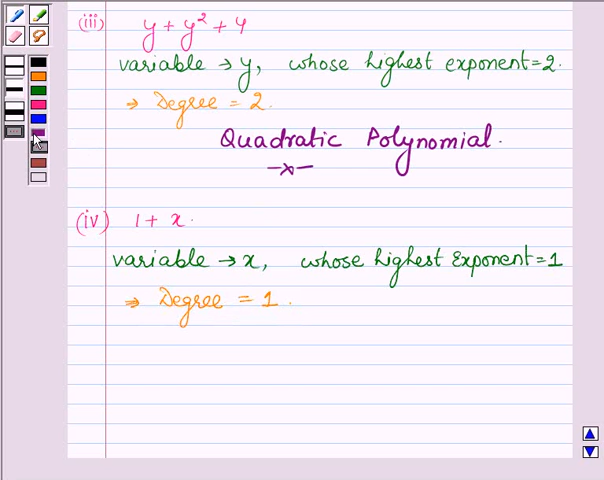 (iii) y + y² + 4
variable → y, whose highest exponent=2.
⇒ Degree = 2.
Quadratic Polynomial.
—x—
(iv) 1 + x.
variable → x, whose highest Exponent=1
⇒ Degree = 1.